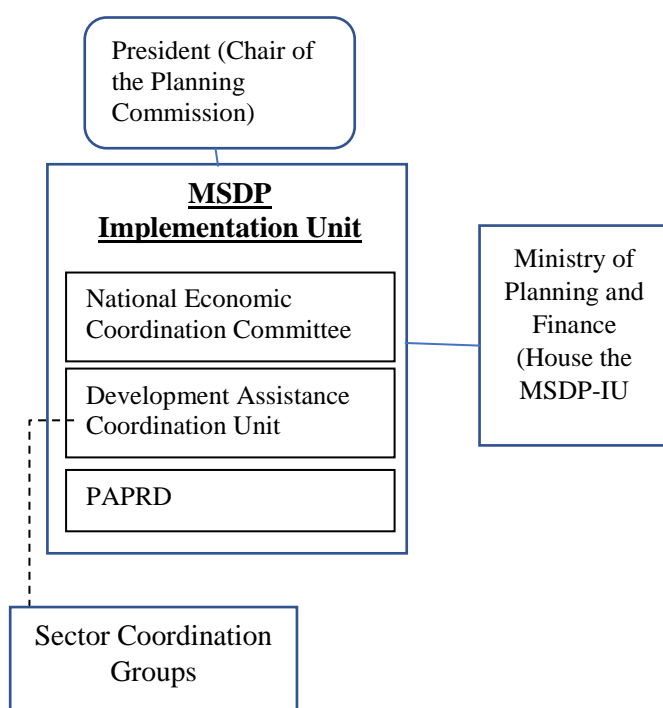 President (Chair of
the Planning
Commission)
MSDP
Implementation Unit
National Economic
Coordination Committee
Development Assistance
Coordination Unit
PAPRD
Ministry of
Planning and
Finance
(House the
MSDP-IU
Sector Coordination
Groups